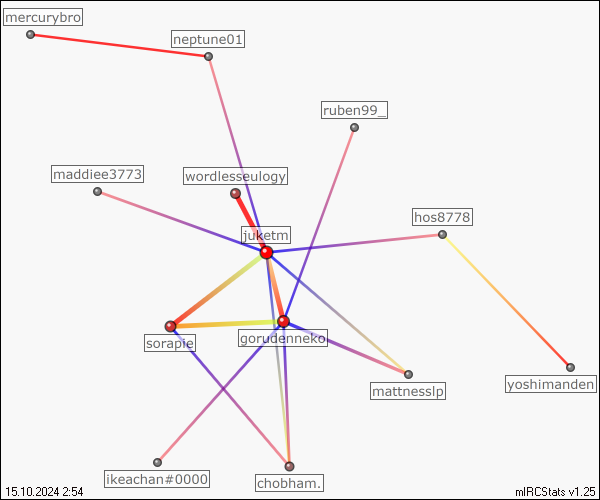 mercurybro
neptune01
ruben99_
maddiee3773
wordlesseulogy
hos8778
juketm
sorapie
gorudenneko
mattnesslp
yoshimanden
ikeachan#0000
chobham.
15.10.2024 2:54
mIRCStats v1.25